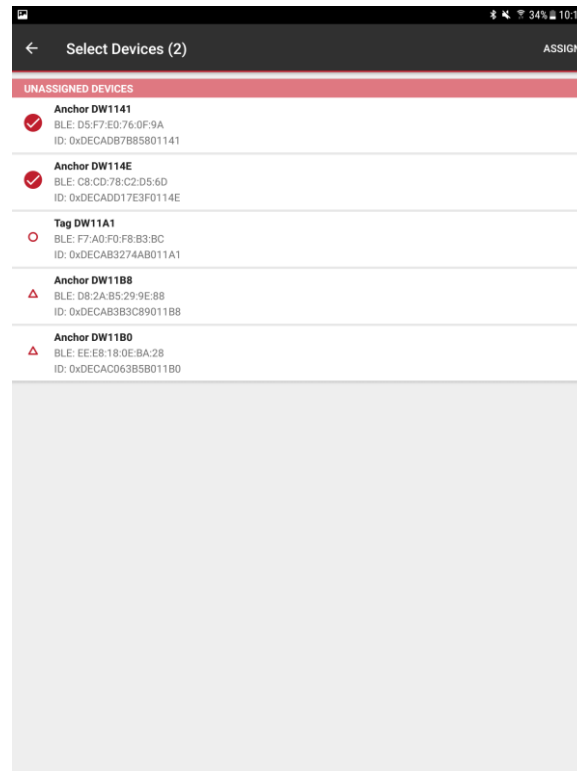 34% 10:1
Select Devices (2)
ASSIGN
UNASSIGNED DEVICES
Anchor DW1141
BLE: D5:F7:E0:76:0F:9A
ID: 0xDECADB7B85801141
Anchor DW114E
BLE: C8:CD:78:C2:D5:6D
ID: 0xDECADD17E3F0114E
Tag DW11A1
BLE: F7:A0:F0:F8:B3:BC
ID: 0xDECAB3274AB011A1
Anchor DW11B8
BLE: D8:2A:B5:29:9E:88
ID: 0xDECAB3B3C89011B8
Anchor DW11B0
BLE: EE:E8:18:0E:BA:28
ID: 0xDECAC063B5B011B0